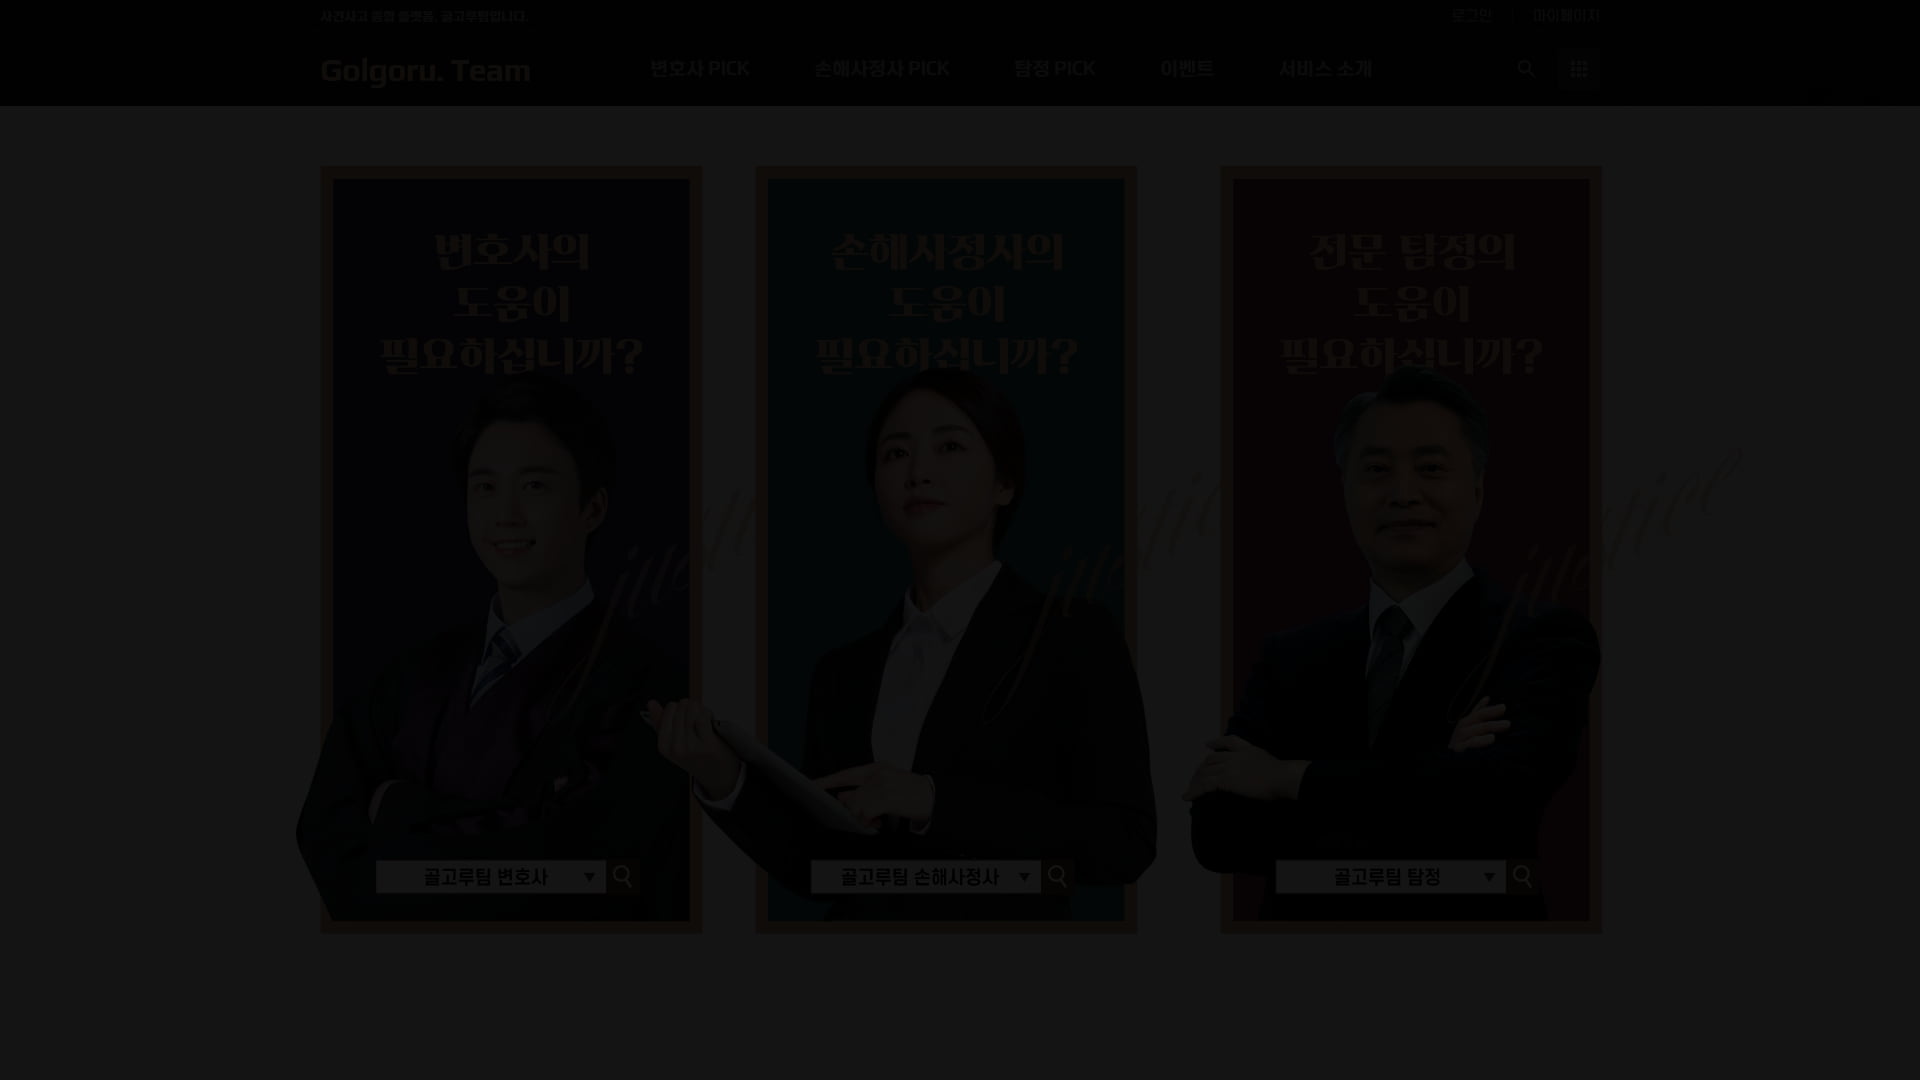 사건사고 종합 플랫폼, 골고루팀입니다.
로그인
마이페이지
Golgoru. Team
변호사 PICK
손해사정사 PICK
탐정 PICK
이벤트
서비스 소개
변호사의
도움이
필요하십니까?
골고루팀 변호사
손해사정사의
도움이
필요하십니까?
골고루팀 손해사정사
전문 탐정의
도움이
필요하십니까?
골고루팀 탐정